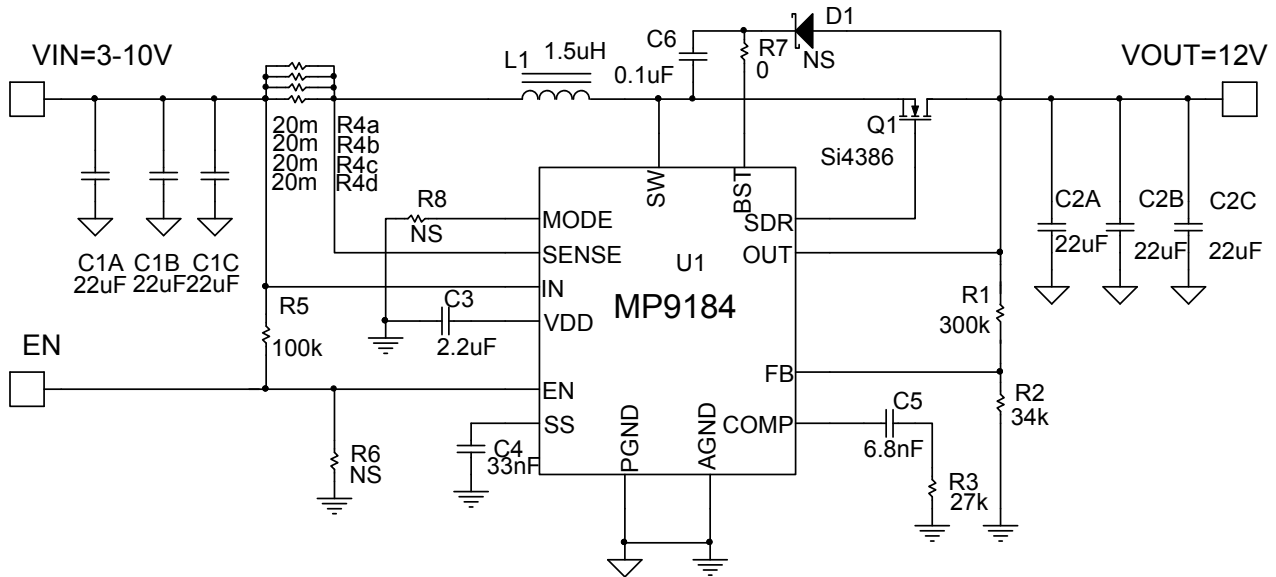 VIN=3-10V
L1
1.5uH
C6
0.1uF
R7
0
D1
NS
VOUT=12V
20m R4a
20m R4b
20m R4c
20m R4d
Q1
Si4386
C1A C1B C1C
22uF 22uF 22uF
R8
NS
MODE
SENSE
IN
VDD
EN
SS
SW
BST
SDR
OUT
FB
COMP
PGND
AGND
U1
MP9184
C2A C2B C2C
22uF 22uF 22uF
R5
100k
C3
2.2uF
R1
300k
EN
R6
NS
C4
33nF
C5
6.8nF
R2
34k
R3
27k